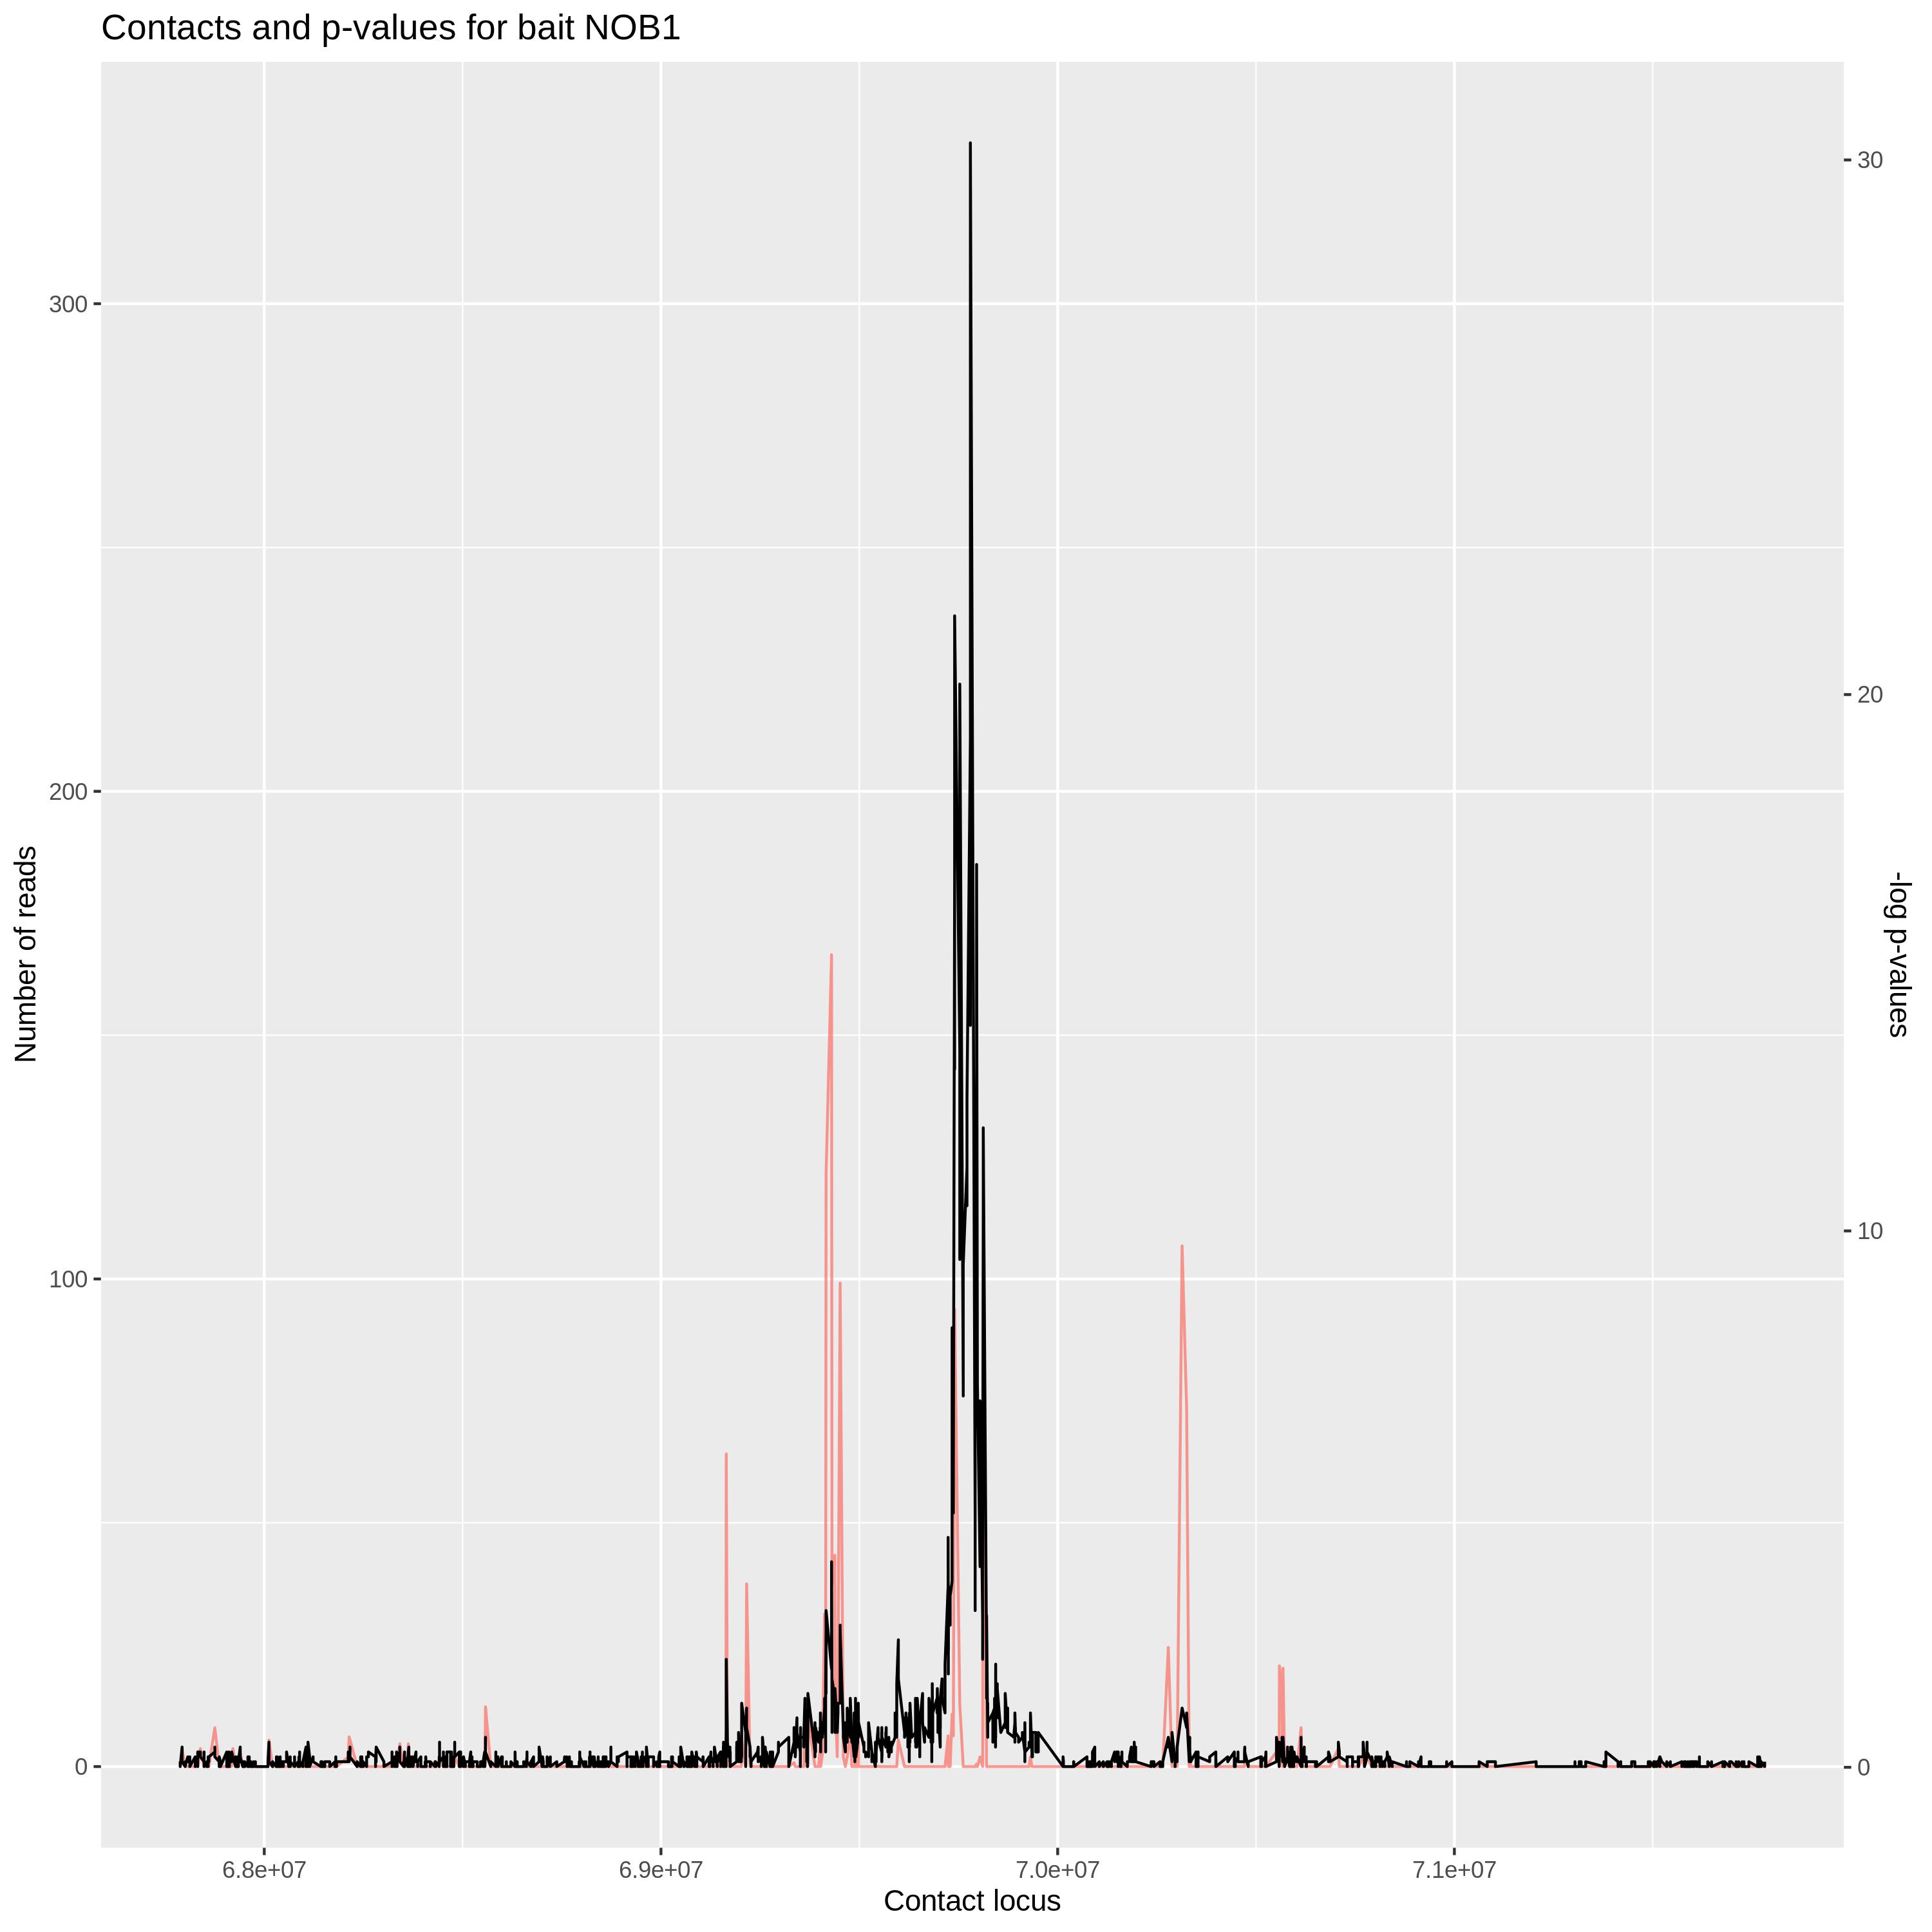 Contacts and p-values for bait NOB1
300
200
100
0
30
20
10
0
Number of reads
-log p-values
6.8e+07
6.9e+07
7.0e+07
7.1e+07
Contact locus